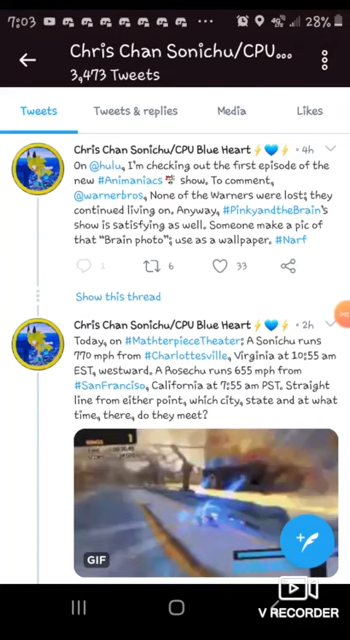 7:03 ... 49% 28%
Chris Chan Sonichu/CPU...
3,473 Tweets
Tweets Tweets & replies Media Likes
Chris Chan Sonichu/CPU Blue Heart⚡💙⚡ • 4h
On @hulu, I'm checking out the first episode of the
new #Animaniacs show. To comment,
@warnerbros, None of the Warners were lost; they
continued living on. Anyway, #PinkyandtheBrain's
show is satisfying as well. Someone make a pic of
that "Brain photo"; use as a wallpaper. #Narf
1 6 33
Show this thread
Chris Chan Sonichu/CPU Blue Heart⚡💙⚡ • 2h
Today, on #MathterpieceTheater; A Sonichu runs
770 mph from #Charlottesville, Virginia at 10:55 am
EST, westward. A Rosechu runs 655 mph from
#SanFranciso, California at 7:55 am PST. Straight
line from either point, which city, state and at what
time, there, do they meet?
GIF
V RECORDER